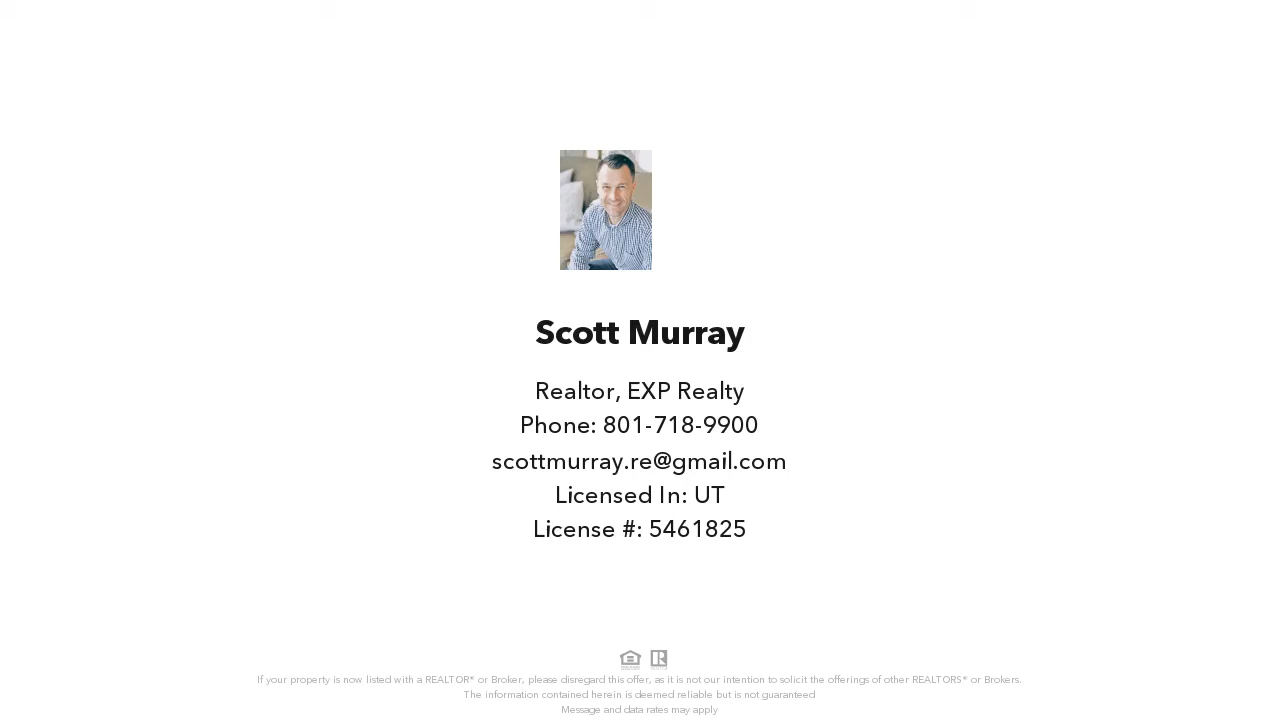 Scott Murray
Realtor, EXP Realty
Phone: 801-718-9900
scottmurray.re@gmail.com
Licensed In: UT
License #: 5461825
If your property is now listed with a REALTOR® or Broker, please disregard this offer, as it is not our intention to solicit the offerings of other REALTORS® or Brokers.
The information contained herein is deemed reliable but is not guaranteed
Message and data rates may apply